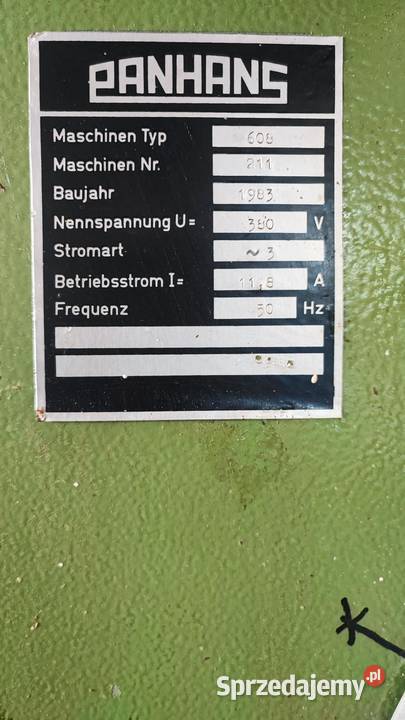 PANHANS
Maschinen Typ 608
Maschinen Nr. 211
Baujahr 1983
Nennspannung U= 380 V
Stromart ~ 3
Betriebsstrom I= 11,8 A
Frequenz 50 Hz
Sprzedajemy.pl